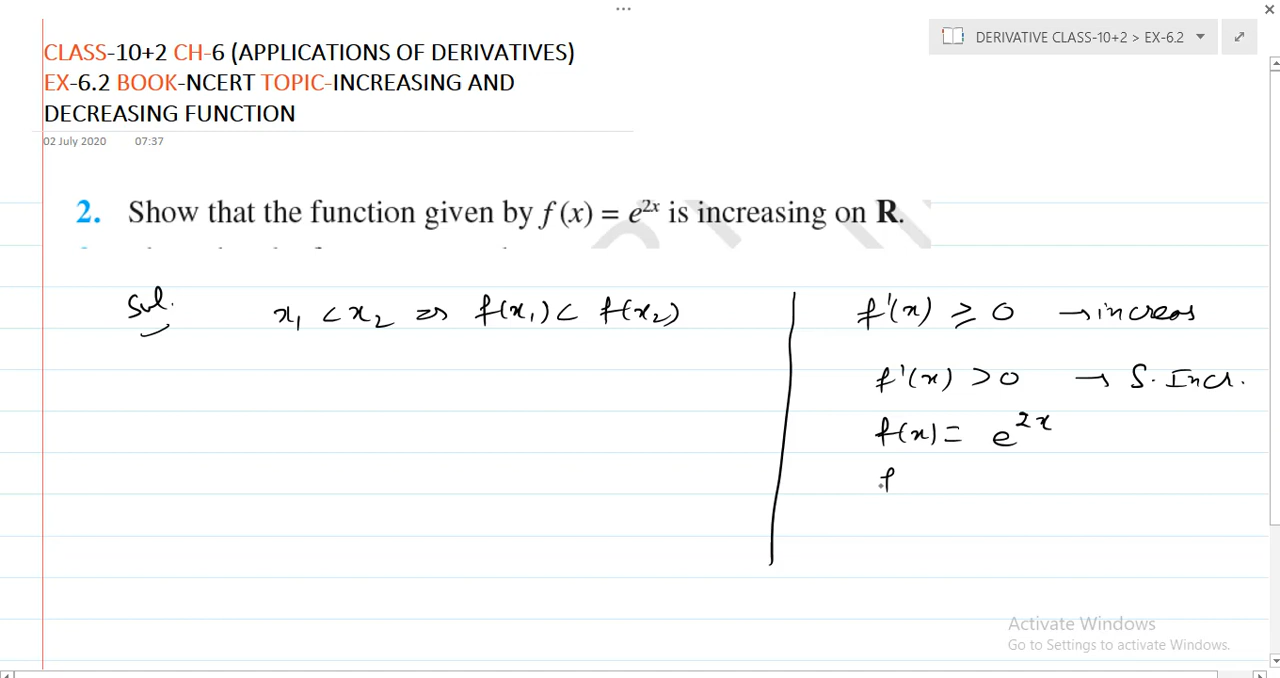 DERIVATIVE CLASS-10+2 > EX-6.2
CLASS-10+2 CH-6 (APPLICATIONS OF DERIVATIVES)
EX-6.2 BOOK-NCERT TOPIC-INCREASING AND
DECREASING FUNCTION
02 July 2020 07:37
2. Show that the function given by f (x) = e²ˣ is increasing on R.
Sol. x₁ < x₂ ⇒ f(x₁) < f(x₂)
f'(x) ≥ 0 → increas
f'(x) > 0 → S. Incr.
f(x) = e²ˣ
f
Activate Windows
Go to Settings to activate Windows.